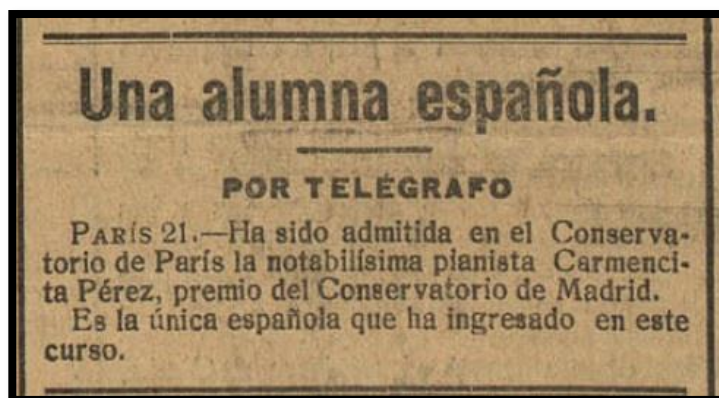 Una alumna española.
POR TELÉGRAFO
PARÍS 21.—Ha sido admitida en el Conserva-
torio de París la notabilísima pianista Carmenci-
ta Pérez, premio del Conservatorio de Madrid.
Es la única española que ha ingresado en este
curso.